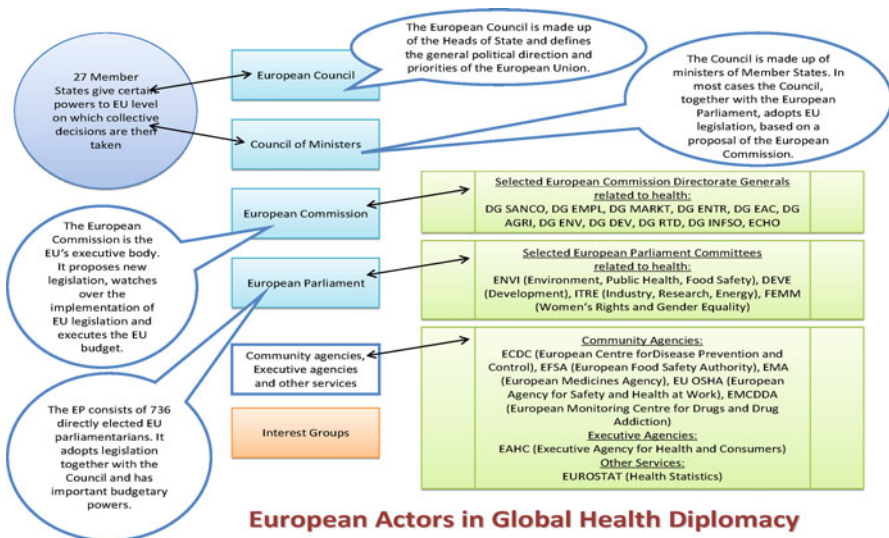 The European Council is made up
of the Heads of State and defines
the general political direction and
priorities of the European Union.
27 Member
States give certain
powers to EU level
on which collective
decisions are then
taken
European Council
The Council is made up of
ministers of Member States. In
most cases the Council,
together with the European
Parliament, adopts EU
legislation, based on a
proposal of the European
Commission.
Council of Ministers
European Commission
Selected European Commission Directorate Generals
related to health:
DG SANCO, DG EMPL, DG MARKT, DG ENTR, DG EAC, DG
AGRI, DG ENV, DG DEV, DG RTD, DG INFSO, ECHO
The European
Commission is the
EU's executive body.
It proposes new
legislation, watches
over the
implementation of
EU legislation and
executes the EU
budget.
European Parliament
Selected European Parliament Committees
related to health:
ENVI (Environment, Public Health, Food Safety), DEVE
(Development), ITRE (Industry, Research, Energy), FEMM
(Women's Rights and Gender Equality)
Community agencies,
Executive agencies
and other services
Community Agencies:
ECDC (European Centre forDisease Prevention and
Control), EFSA (European Food Safety Authority), EMA
(European Medicines Agency), EU OSHA (European
Agency for Safety and Health at Work), EMCDDA
(European Monitoring Centre for Drugs and Drug
Addiction)
Executive Agencies:
EAHC (Executive Agency for Health and Consumers)
Other Services:
EUROSTAT (Health Statistics)
The EP consists of 736
directly elected EU
parliamentarians. It
adopts legislation
together with the
Council and has
important budgetary
powers.
Interest Groups
European Actors in Global Health Diplomacy